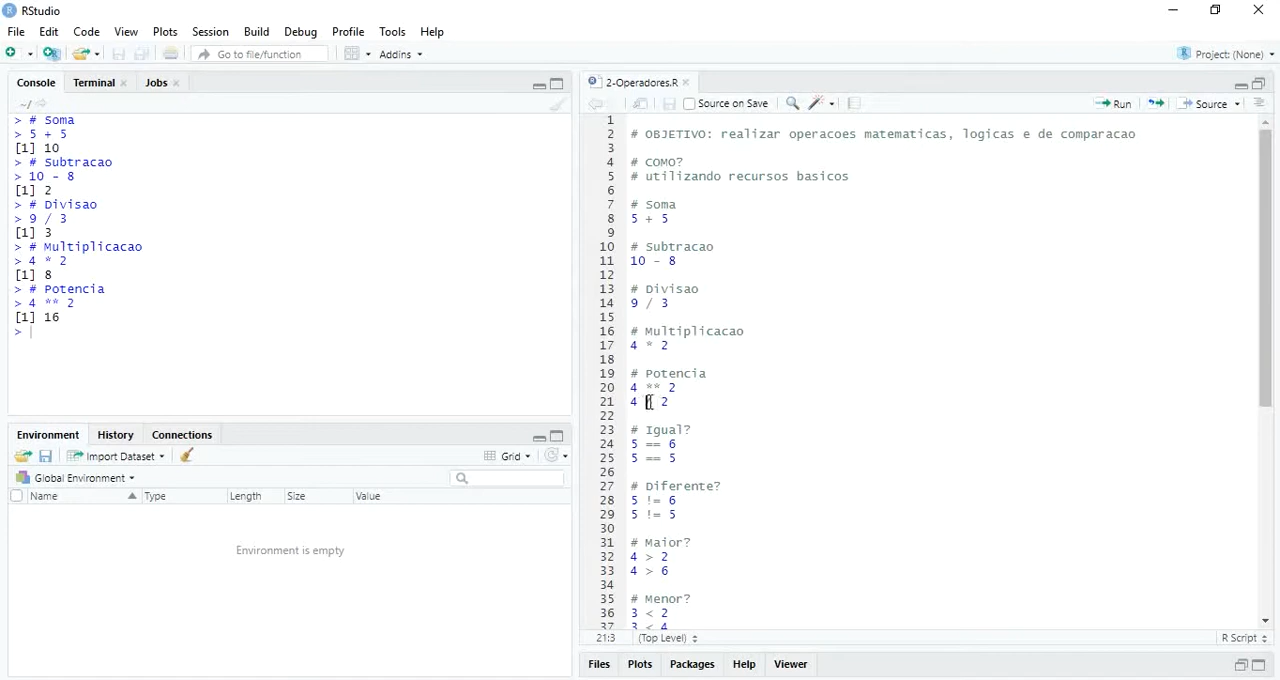 RStudio
File Edit Code View Plots Session Build Debug Profile Tools Help
Go to file/function Addins Project: (None)
Console Terminal Jobs
~/
> # Soma
> 5 + 5
[1] 10
> # Subtracao
> 10 - 8
[1] 2
> # Divisao
> 9 / 3
[1] 3
> # Multiplicacao
> 4 * 2
[1] 8
> # Potencia
> 4 ** 2
[1] 16
>
Environment History Connections
Import Dataset Grid
Global Environment
Name Type Length Size Value
Environment is empty
2-Operadores.R
Source on Save Run Source
1
2 # OBJETIVO: realizar operacoes matematicas, logicas e de comparacao
3
4 # COMO?
5 # utilizando recursos basicos
6
7 # Soma
8 5 + 5
9
10 # Subtracao
11 10 - 8
12
13 # Divisao
14 9 / 3
15
16 # Multiplicacao
17 4 * 2
18
19 # Potencia
20 4 ** 2
21 4 2
22
23 # Igual?
24 5 == 6
25 5 == 5
26
27 # Diferente?
28 5 != 6
29 5 != 5
30
31 # Maior?
32 4 > 2
33 4 > 6
34
35 # Menor?
36 3 < 2
37 3 < 4
21:3 (Top Level) R Script
Files Plots Packages Help Viewer